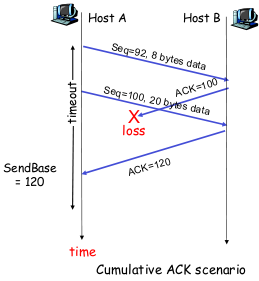 Host A
Host B
Seq=92, 8 bytes data
ACK=100
Seq=100, 20 bytes data
timeout
X
loss
ACK=120
SendBase
= 120
time
Cumulative ACK scenario